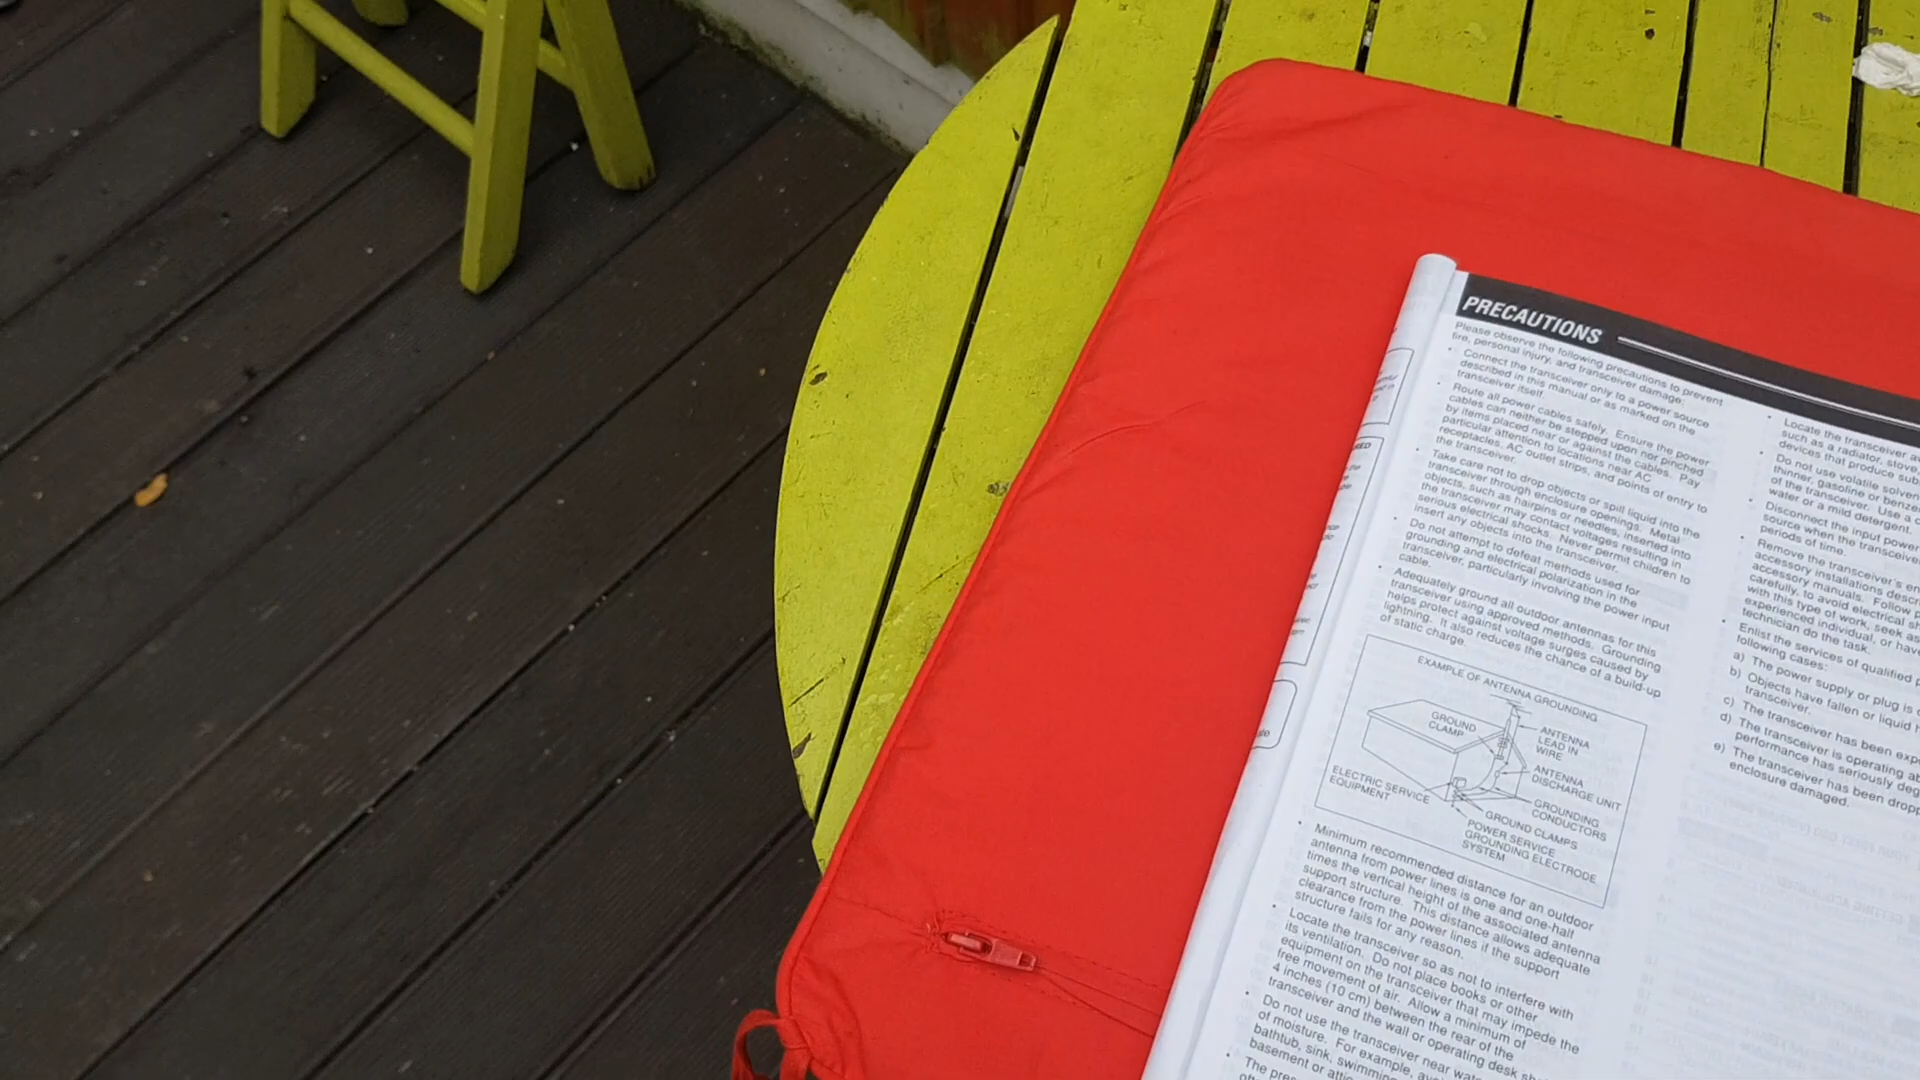 PRECAUTIONS
Please observe the following precautions to prevent
fire, personal injury, and transceiver damage:
• Connect the transceiver only to a power source
described in this manual or as marked on the
transceiver itself.
• Route all power cables safely. Ensure the power
cables can neither be stepped upon nor pinched
by items placed near or against the cables. Pay
particular attention to locations near AC
receptacles, AC outlet strips, and points of entry to
the transceiver.
• Take care not to drop objects or spill liquid into the
transceiver through enclosure openings. Metal
objects, such as hairpins or needles, inserted into
the transceiver may contact voltages resulting in
serious electrical shocks. Never permit children to
insert any objects into the transceiver.
• Do not attempt to defeat methods used for
grounding and electrical polarization in the
transceiver, particularly involving the power input
cable.
• Adequately ground all outdoor antennas for this
transceiver using approved methods. Grounding
helps protect against voltage surges caused by
lightning. It also reduces the chance of a build-up
of static charge.
EXAMPLE OF ANTENNA GROUNDING
GROUND
CLAMP
ANTENNA
LEAD IN
WIRE
ANTENNA
DISCHARGE UNIT
ELECTRIC SERVICE
EQUIPMENT
GROUNDING
CONDUCTORS
GROUND CLAMPS
POWER SERVICE
GROUNDING ELECTRODE
SYSTEM
• Minimum recommended distance for an outdoor
antenna from power lines is one and one-half
times the vertical height of the associated antenna
support structure. This distance allows adequate
clearance from the power lines if the support
structure fails for any reason.
• Locate the transceiver so as not to interfere with
its ventilation. Do not place books or other
equipment on the transceiver that may impede the
free movement of air. Allow a minimum of
4 inches (10 cm) between the rear of the
transceiver and the wall or operating desk
• Do not use the transceiver near
of moisture. For example,
bathtub, sink,
basement or
• The
• Locate the transceiver
such as a radiator, stove,
devices that produce
• Do not use volatile
thinner, gasoline or
of the transceiver. Use a
water or a mild detergent.
• Disconnect the input power
source when the
periods of time.
• Remove the transceiver's
accessory installations
accessory manuals. Follow
carefully, to avoid electrical
with this type of work, seek
experienced individual, or have
technician do the task.
• Enlist the services of qualified
following cases:
a) The power supply or plug is
b) Objects have fallen or liquid
transceiver.
c) The transceiver has been
d) The transceiver is operating
performance has seriously
e) The transceiver has been
enclosure damaged.